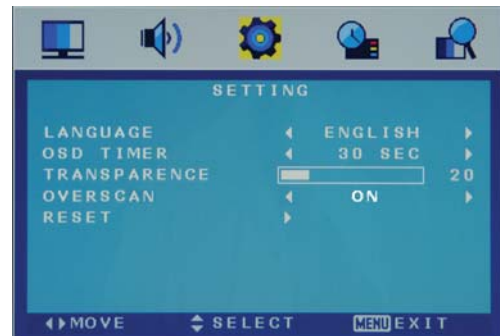 SETTING
LANGUAGE ENGLISH
OSD TIMER 30 SEC
TRANSPARENCE 20
OVERSCAN ON
RESET
MOVE SELECT MENU EXIT